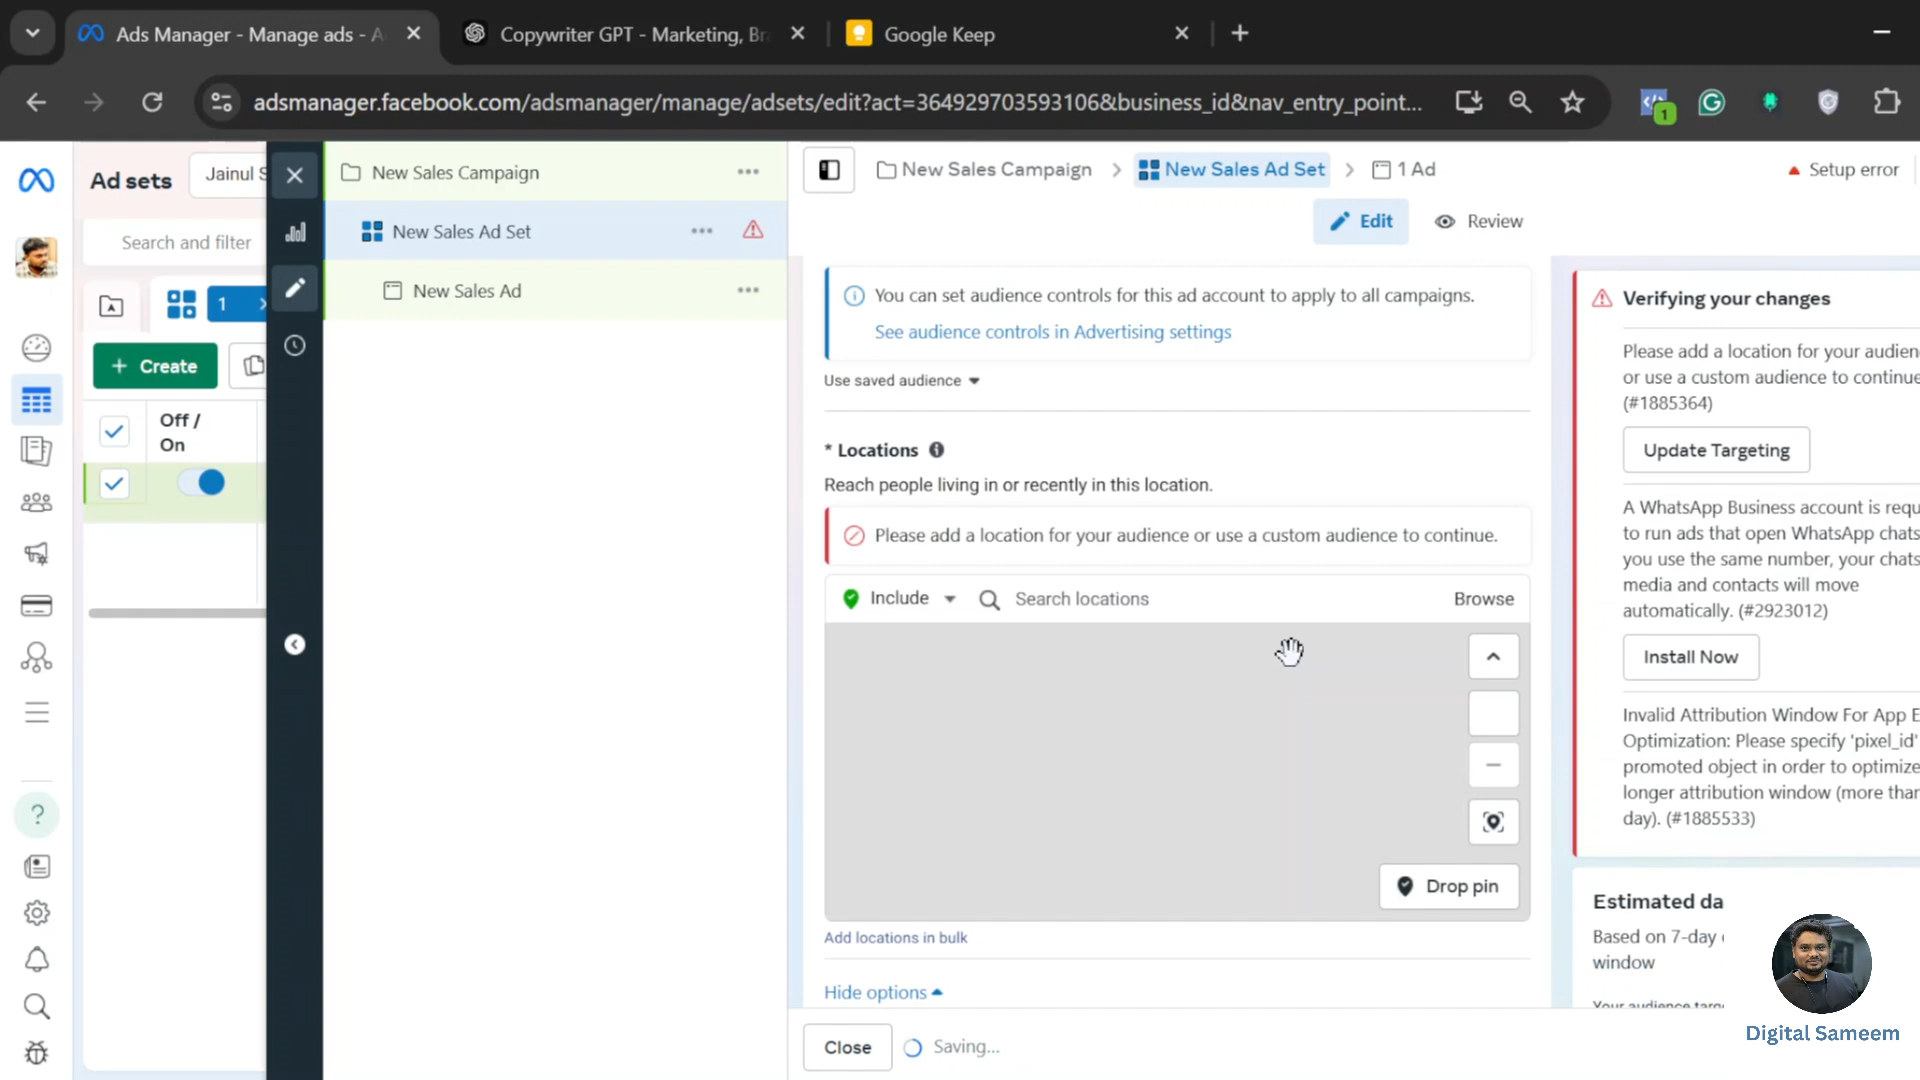 Ads Manager - Manage ads - A
Copywriter GPT - Marketing, Br
Google Keep
adsmanager.facebook.com/adsmanager/manage/adsets/edit?act=364929703593106&business_id&nav_entry_point...
1
Ad sets
Jainul S
Search and filter
1
+ Create
Off /
On
New Sales Campaign
New Sales Ad Set
New Sales Ad
New Sales Campaign
New Sales Ad Set
1 Ad
Setup error
Edit
Review
You can set audience controls for this ad account to apply to all campaigns.
See audience controls in Advertising settings
Use saved audience
* Locations
Reach people living in or recently in this location.
Please add a location for your audience or use a custom audience to continue.
Include
Search locations
Browse
Drop pin
Add locations in bulk
Hide options
Close
Saving...
Verifying your changes
Please add a location for your audien
or use a custom audience to continue
(#1885364)
Update Targeting
A WhatsApp Business account is requ
to run ads that open WhatsApp chats
you use the same number, your chats
media and contacts will move
automatically. (#2923012)
Install Now
Invalid Attribution Window For App E
Optimization: Please specify 'pixel_id'
promoted object in order to optimize
longer attribution window (more than
day). (#1885533)
Estimated da
Based on 7-day
window
Your audience targe
Digital Sameem